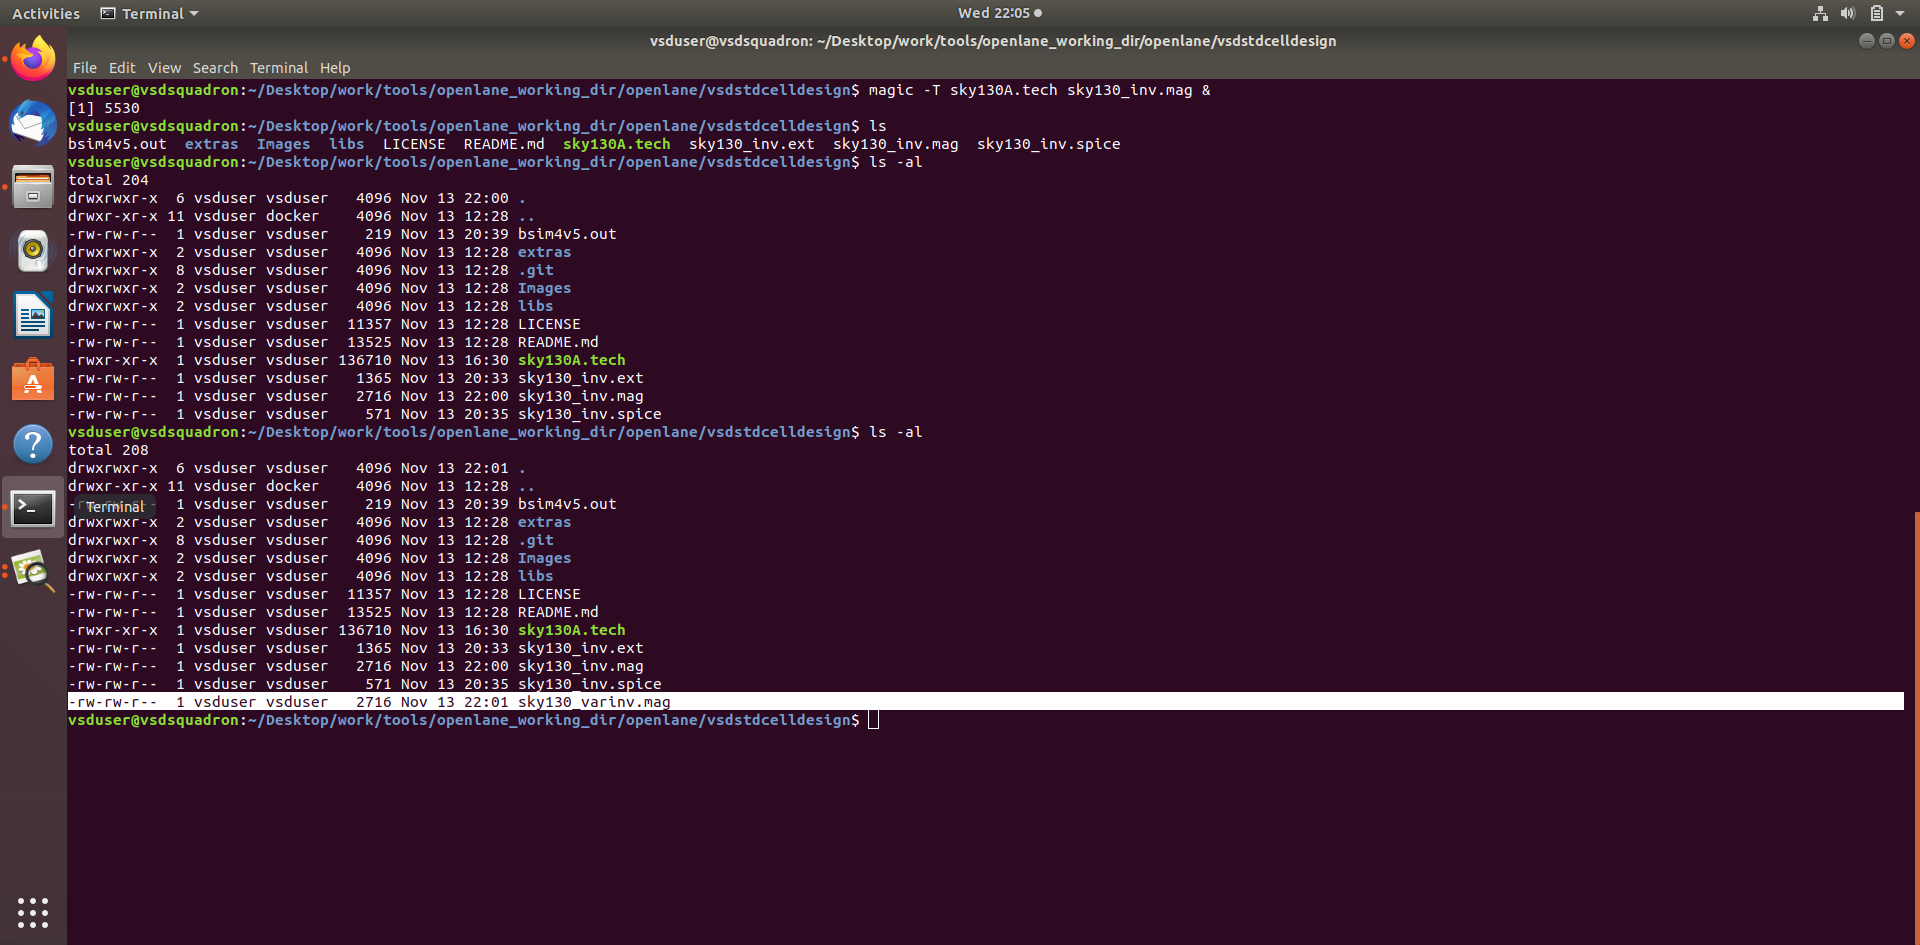 Activities Terminal Wed 22:05
vsduser@vsdsquadron: ~/Desktop/work/tools/openlane_working_dir/openlane/vsdstdcelldesign
File Edit View Search Terminal Help
vsduser@vsdsquadron:~/Desktop/work/tools/openlane_working_dir/openlane/vsdstdcelldesign$ magic -T sky130A.tech sky130_inv.mag &
[1] 5530
vsduser@vsdsquadron:~/Desktop/work/tools/openlane_working_dir/openlane/vsdstdcelldesign$ ls
bsim4v5.out  extras  Images  libs  LICENSE  README.md  sky130A.tech  sky130_inv.ext  sky130_inv.mag  sky130_inv.spice
vsduser@vsdsquadron:~/Desktop/work/tools/openlane_working_dir/openlane/vsdstdcelldesign$ ls -al
total 204
drwxrwxr-x  6 vsduser vsduser   4096 Nov 13 22:00 .
drwxr-xr-x 11 vsduser docker    4096 Nov 13 12:28 ..
-rw-rw-r--  1 vsduser vsduser    219 Nov 13 20:39 bsim4v5.out
drwxrwxr-x  2 vsduser vsduser   4096 Nov 13 12:28 extras
drwxrwxr-x  8 vsduser vsduser   4096 Nov 13 12:28 .git
drwxrwxr-x  2 vsduser vsduser   4096 Nov 13 12:28 Images
drwxrwxr-x  2 vsduser vsduser   4096 Nov 13 12:28 libs
-rw-rw-r--  1 vsduser vsduser  11357 Nov 13 12:28 LICENSE
-rw-rw-r--  1 vsduser vsduser  13525 Nov 13 12:28 README.md
-rwxr-xr-x  1 vsduser vsduser 136710 Nov 13 16:30 sky130A.tech
-rw-rw-r--  1 vsduser vsduser   1365 Nov 13 20:33 sky130_inv.ext
-rw-rw-r--  1 vsduser vsduser   2716 Nov 13 22:00 sky130_inv.mag
-rw-rw-r--  1 vsduser vsduser    571 Nov 13 20:35 sky130_inv.spice
vsduser@vsdsquadron:~/Desktop/work/tools/openlane_working_dir/openlane/vsdstdcelldesign$ ls -al
total 208
drwxrwxr-x  6 vsduser vsduser   4096 Nov 13 22:01 .
drwxr-xr-x 11 vsduser docker    4096 Nov 13 12:28 ..
Terminal  1 vsduser vsduser    219 Nov 13 20:39 bsim4v5.out
drwxrwxr-x  2 vsduser vsduser   4096 Nov 13 12:28 extras
drwxrwxr-x  8 vsduser vsduser   4096 Nov 13 12:28 .git
drwxrwxr-x  2 vsduser vsduser   4096 Nov 13 12:28 Images
drwxrwxr-x  2 vsduser vsduser   4096 Nov 13 12:28 libs
-rw-rw-r--  1 vsduser vsduser  11357 Nov 13 12:28 LICENSE
-rw-rw-r--  1 vsduser vsduser  13525 Nov 13 12:28 README.md
-rwxr-xr-x  1 vsduser vsduser 136710 Nov 13 16:30 sky130A.tech
-rw-rw-r--  1 vsduser vsduser   1365 Nov 13 20:33 sky130_inv.ext
-rw-rw-r--  1 vsduser vsduser   2716 Nov 13 22:00 sky130_inv.mag
-rw-rw-r--  1 vsduser vsduser    571 Nov 13 20:35 sky130_inv.spice
-rw-rw-r--  1 vsduser vsduser   2716 Nov 13 22:01 sky130_varinv.mag
vsduser@vsdsquadron:~/Desktop/work/tools/openlane_working_dir/openlane/vsdstdcelldesign$